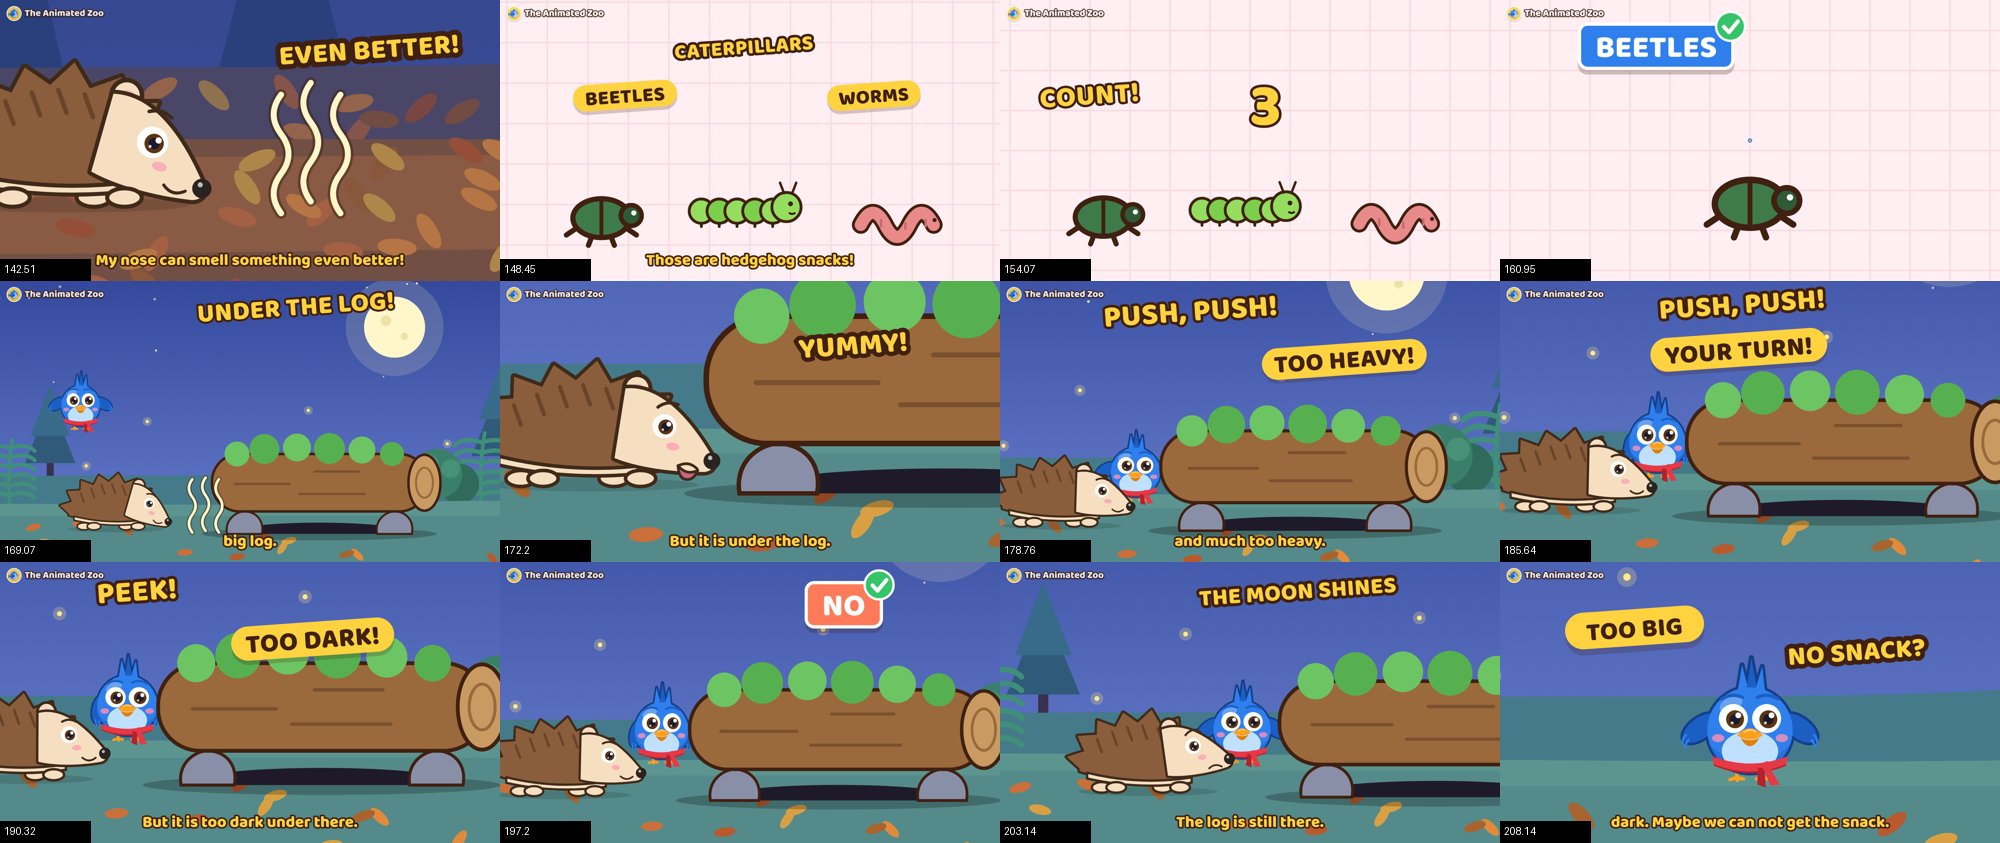 The Animated Zoo
EVEN BETTER!
My nose can smell something even better!
142.51
The Animated Zoo
CATERPILLARS
BEETLES
WORMS
Those are hedgehog snacks!
148.45
The Animated Zoo
COUNT!
3
154.07
The Animated Zoo
BEETLES
160.95
The Animated Zoo
UNDER THE LOG!
big log.
169.07
The Animated Zoo
YUMMY!
But it is under the log.
172.2
The Animated Zoo
PUSH, PUSH!
TOO HEAVY!
and much too heavy.
178.76
The Animated Zoo
PUSH, PUSH!
YOUR TURN!
185.64
The Animated Zoo
PEEK!
TOO DARK!
But it is too dark under there.
190.32
The Animated Zoo
NO
197.2
The Animated Zoo
THE MOON SHINES
The log is still there.
203.14
The Animated Zoo
TOO BIG
NO SNACK?
dark. Maybe we can not get the snack.
208.14